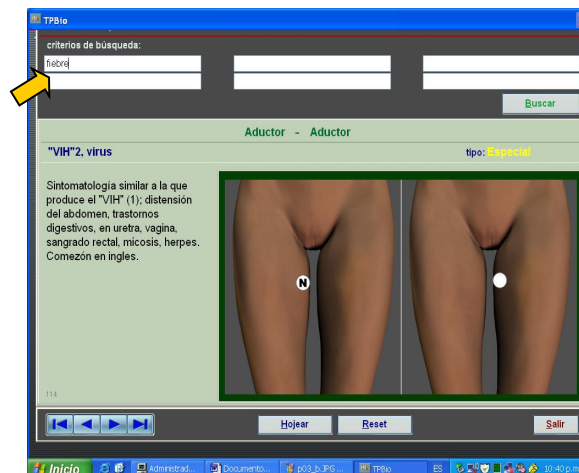 TPBio
criterios de búsqueda:
fiebre
Buscar
Aductor - Aductor
"VIH"2, virus
tipo: Especial
Sintomatología similar a la que
produce el "VIH" (1); distensión
del abdomen, trastornos
digestivos, en uretra, vagina,
sangrado rectal, micosis, herpes.
Comezón en ingles.
N
114
Hojear
Reset
Salir
Inicio
Administrad...
Documento...
p03_b.JPG ...
TPBio
ES
10:40 p.m.